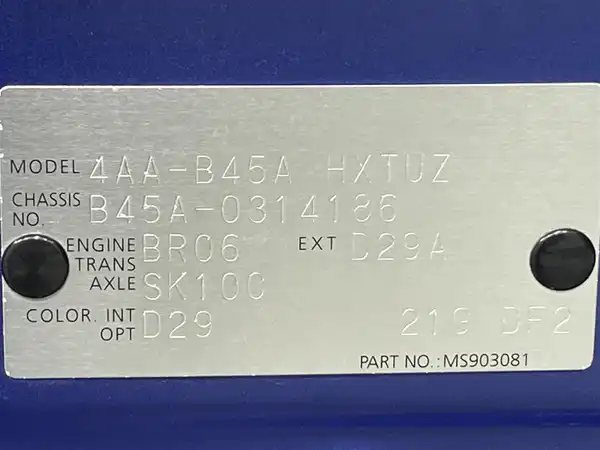 MODEL 4AA-B45A HXTUZ
CHASSIS NO. B45A-0314186
ENGINE BR06 EXT D29A
TRANS AXLE SK10C
COLOR. INT OPT D29 219 DF2
PART NO.:MS903081